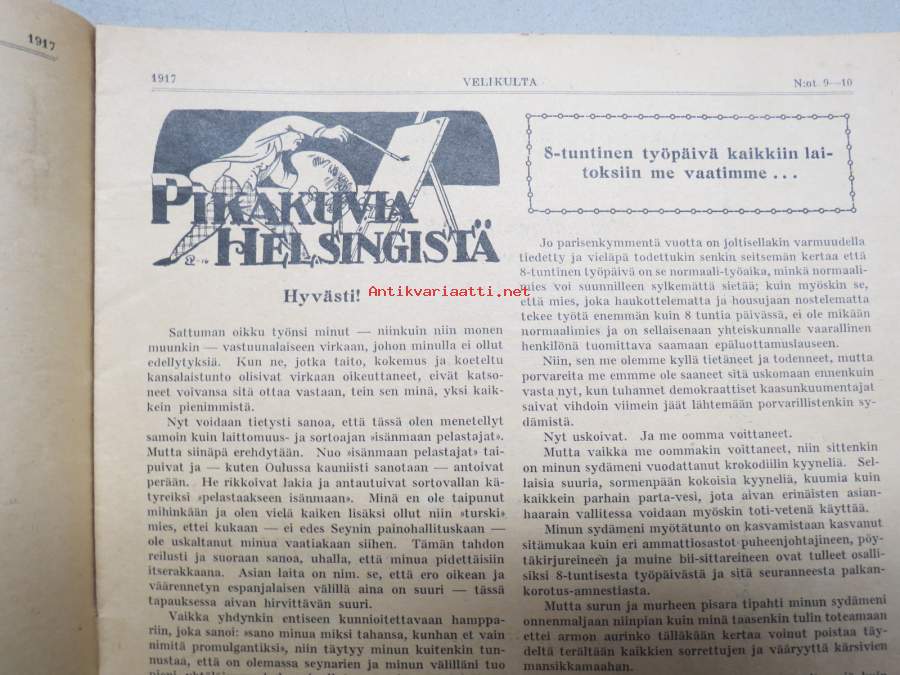 1917
1917
VELIKULTA
N:ot 9—10
PIKAKUVIA
HELSINGISTÄ
Hyvästi!
Sattuman oikku työnsi minut — niinkuin niin monen
muunkin — vastuunalaiseen virkaan, johon minulla ei ollut
edellytyksiä. Kun ne, jotka taito, kokemus ja koeteltu
kansalaistunto olisivat virkaan oikeuttaneet, eivät katso-
neet voivansa sitä ottaa vastaan, tein sen minä, yksi kaik-
kein pienimmistä.
Nyt voidaan tietysti sanoa, että tässä olen menetellyt
samoin kuin laittomuus- ja sortoajan »isänmaan pelastajat».
Mutta siinäpä erehdytään. Nuo »isänmaan pelastajat» tai-
puivat ja — kuten Oulussa kauniisti sanotaan — antoivat
perään. He rikkoivat lakia ja antautuivat sortovallan kä-
tyreiksi »pelastaakseen isänmaan». Minä en ole taipunut
mihinkään ja olen vielä kaiken lisäksi ollut niin »turski»
mies, ettei kukaan — ei edes Seynin painohallituskaan —
ole uskaltanut minua vaatiakaan siihen. Tämän tahdon
reilusti ja suoraan sanoa, uhalla, että minua pidettäisiin
itserakkaana. Asian laita on nim. se, että ero oikean ja
väärennetyn espanjalaisen välillä aina on suuri — tässä
tapauksessa aivan hirvittävän suuri.
Vaikka yhdynkin entiseen kunnioitettavaan hamppa-
riin, joka sanoi: »sano minua miksi tahansa, kunhan et vain
nimitä promulgantiksi», niin täytyy minun kuitenkin tun-
nustaa, että on olemassa seynarien ja minun välilläni tuo
8-tuntinen työpäivä kaikkiin lai-
toksiin me vaatimme . . .
Jo parisenkymmentä vuotta on joltisellakin varmuudella
tiedetty ja vieläpä todettukin senkin seitsemän kertaa että
8-tuntinen työpäivä on se normaali-työaika, minkä normaali-
mies voi suunnilleen sylkemättä sietää; kuin myöskin se,
että mies, joka haukottelematta ja housujaan nostelematta
tekee työtä enemmän kuin 8 tuntia päivässä, ei ole mikään
normaalimies ja on sellaisenaan yhteiskunnalle vaarallinen
henkilönä tuomittava saamaan epäluottamuslauseen.
Niin, sen me olemme kyllä tietäneet ja todenneet, mutta
porvareita me emme ole saaneet sitä uskomaan ennenkuin
vasta nyt, kun tuhannet demokraattiset kaasunkuumentajat
saivat vihdoin viimein jäät lähtemään porvarillistenkin sy-
dämistä.
Nyt uskoivat. Ja me oomma voittaneet.
Mutta vaikka me oommakin voittaneet, niin sittenkin
on minun sydämeni vuodattanut krokodiilin kyyneliä. Sel-
laisia suuria, sormenpään kokoisia kyyneliä, kuumia kuin
kaikkein parhain parta-vesi, jota aivan erinäisten asian-
haarain vallitessa voidaan myöskin toti-vetenä käyttää.
Minun sydämeni myötätunto on kasvamistaan kasvanut
sitämukaa kuin eri ammattiosastot puheenjohtajineen, pöy-
täkirjureineen ja muine bii-sittareineen ovat tulleet osalli-
siksi 8-tuntisesta työpäivästä ja sitä seuranneesta palkan-
korotus-amnestiasta.
Mutta surun ja murheen pisara tipahti minun sydämeni
onnenmaljaan niinpian kuin minä taasenkin tulin toteamaan
ettei armon aurinko tälläkään kertaa voinut poistaa täy-
deltä terältään kaikkien sorrettujen ja vääryyttä kärsivien
mansikkamaahan.
Antikvariaatti.net